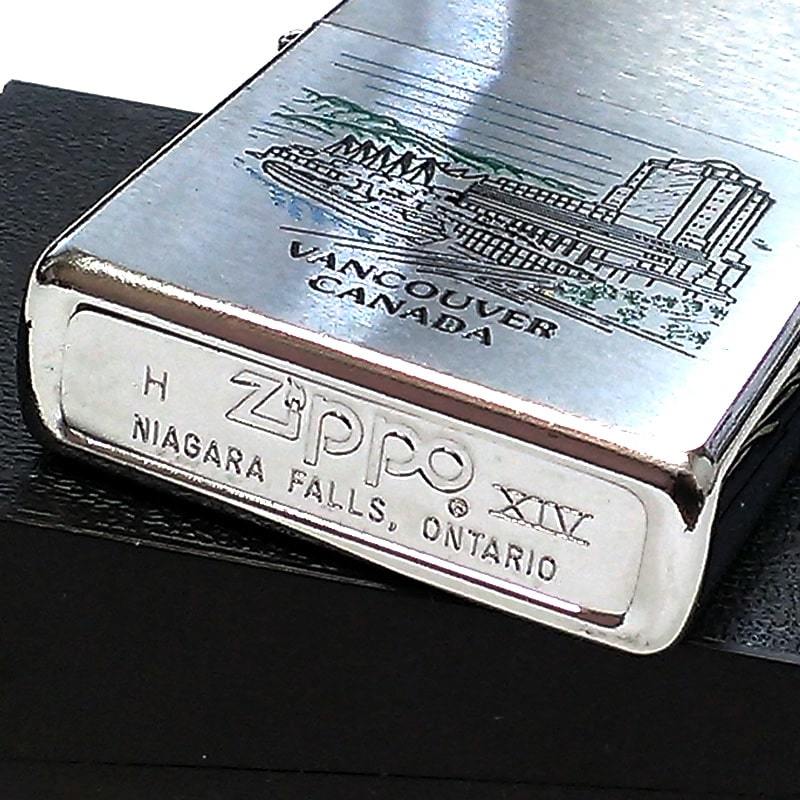 VANCOUVER
CANADA
H Zippo® XIV
NIAGARA FALLS, ONTARIO